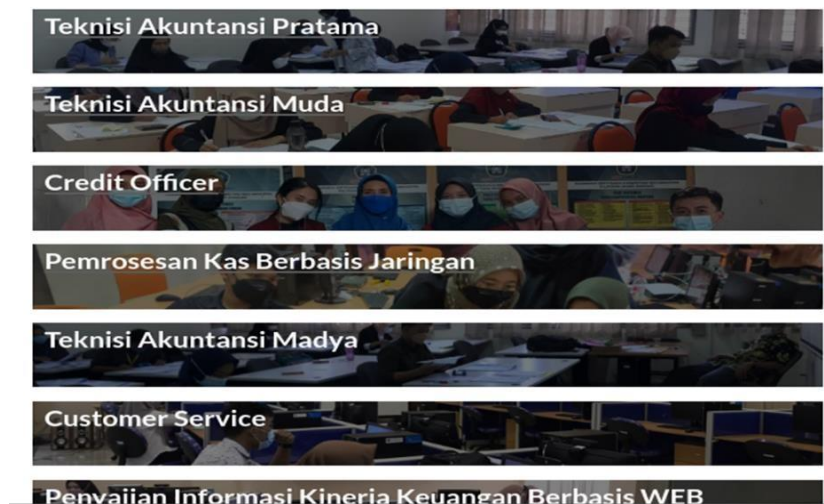 Teknisi Akuntansi Pratama
Teknisi Akuntansi Muda
Credit Officer
Pemrosesan Kas Berbasis Jaringan
Teknisi Akuntansi Madya
Customer Service
Penyajian Informasi Kinerja Keuangan Berbasis WEB